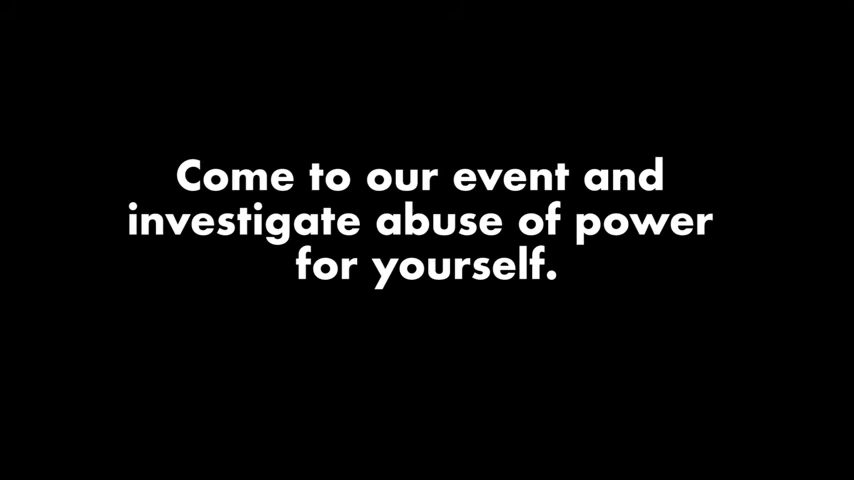 Come to our event and
investigate abuse of power
for yourself.